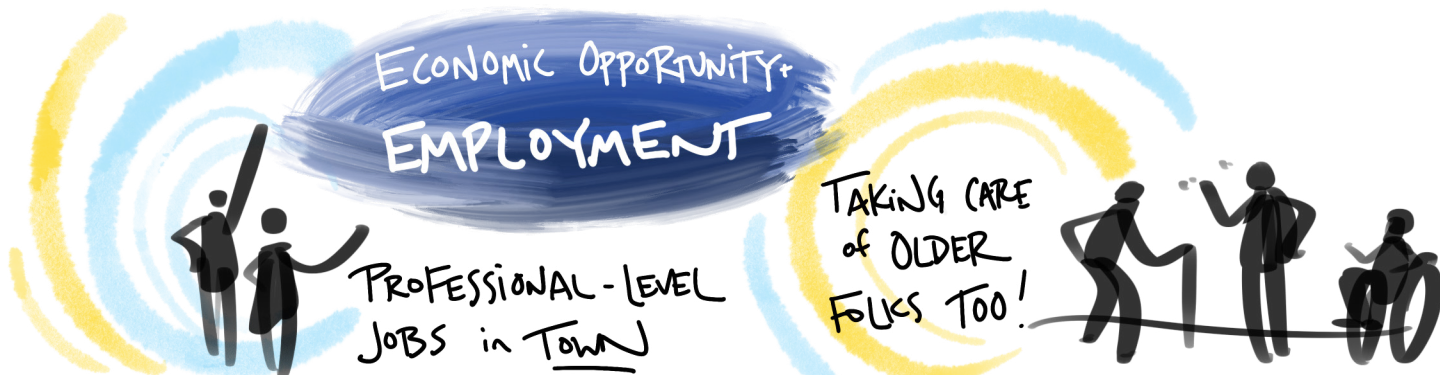 ECONOMIC OPPORTUNITY+
EMPLOYMENT
PROFESSIONAL-LEVEL
JOBS in TOWN
TAKING CARE
of OLDER
FOLKS TOO!